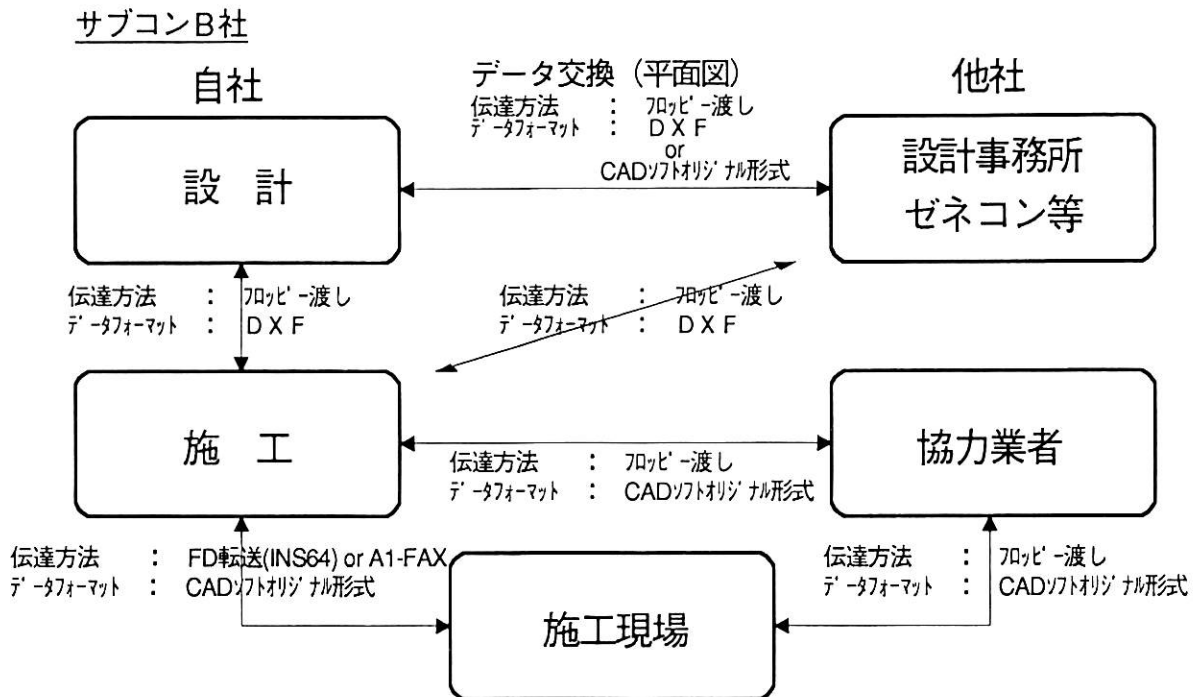 サブコンB社
自社
データ交換（平面図）
他社
伝達方法 ： ﾌﾛｯﾋﾟｰ渡し
ﾃﾞｰﾀﾌｫｰﾏｯﾄ ： ＤＸＦ
or
CADｿﾌﾄｵﾘｼﾞﾅﾙ形式
設 計
設計事務所
ゼネコン等
伝達方法 ： ﾌﾛｯﾋﾟｰ渡し
ﾃﾞｰﾀﾌｫｰﾏｯﾄ ： ＤＸＦ
伝達方法 ： ﾌﾛｯﾋﾟｰ渡し
ﾃﾞｰﾀﾌｫｰﾏｯﾄ ： ＤＸＦ
施 工
協力業者
伝達方法 ： ﾌﾛｯﾋﾟｰ渡し
ﾃﾞｰﾀﾌｫｰﾏｯﾄ ： CADｿﾌﾄｵﾘｼﾞﾅﾙ形式
伝達方法 ： FD転送(INS64) or A1-FAX
ﾃﾞｰﾀﾌｫｰﾏｯﾄ ： CADｿﾌﾄｵﾘｼﾞﾅﾙ形式
伝達方法 ： ﾌﾛｯﾋﾟｰ渡し
ﾃﾞｰﾀﾌｫｰﾏｯﾄ ： CADｿﾌﾄｵﾘｼﾞﾅﾙ形式
施工現場